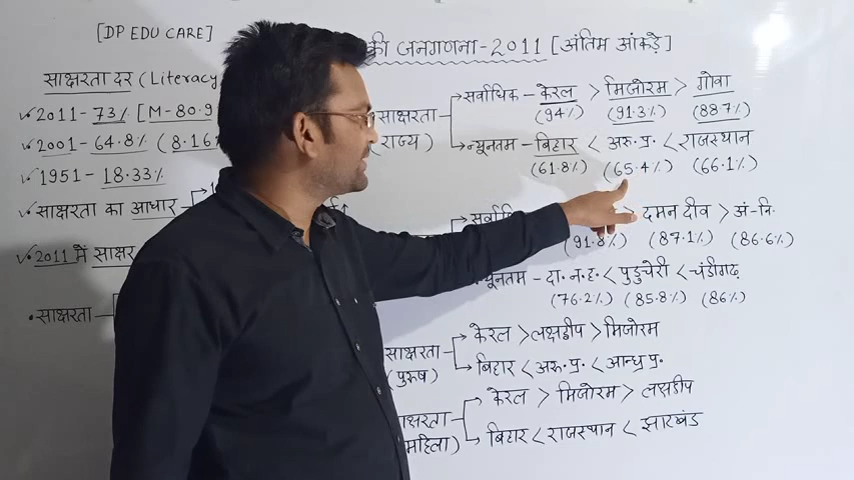 [DP EDU CARE]
की जनगणना-2011 [अंतिम आंकड़े]
साक्षरता दर (Literacy
✓2011-73% [M-80.9
✓2001-64.8% (8.16%
✓1951-18.33%
✓साक्षरता का आधार
✓2011 में साक्षर
•साक्षरता
साक्षरता
(राज्य)
→सर्वाधिक - केरल > मिजोरम > गोवा
(94%) (91.3%) (88.7%)
→न्यूनतम - बिहार < अरु.प्र. < राजस्थान
(61.8%) (65.4%) (66.1%)
> दमन दीव > अं-नि.
(91.8%) (87.1%) (86.6%)
न्यूनतम - दा.न.ह. < पुडुचेरी < चंडीगढ़
(76.2%) (85.8%) (86%)
साक्षरता
(पुरुष)
→ केरल > लक्षद्वीप > मिजोरम
→ बिहार < अरु.प्र. < आन्ध्र प्र.
साक्षरता
महिला)
→ केरल > मिजोरम > लक्षद्वीप
→ बिहार < राजस्थान < झारखंड